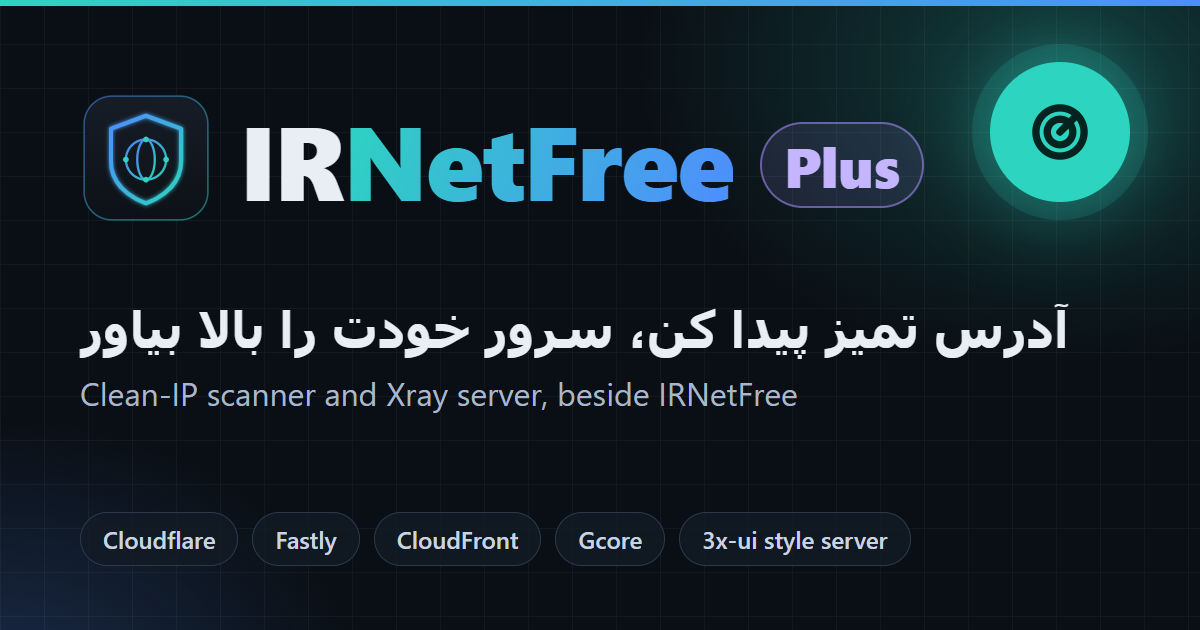 IRNetFree Plus
آدرس تمیز پیدا کن، سرور خودت را بالا بیاور
Clean-IP scanner and Xray server, beside IRNetFree
Cloudflare Fastly CloudFront Gcore 3x-ui style server